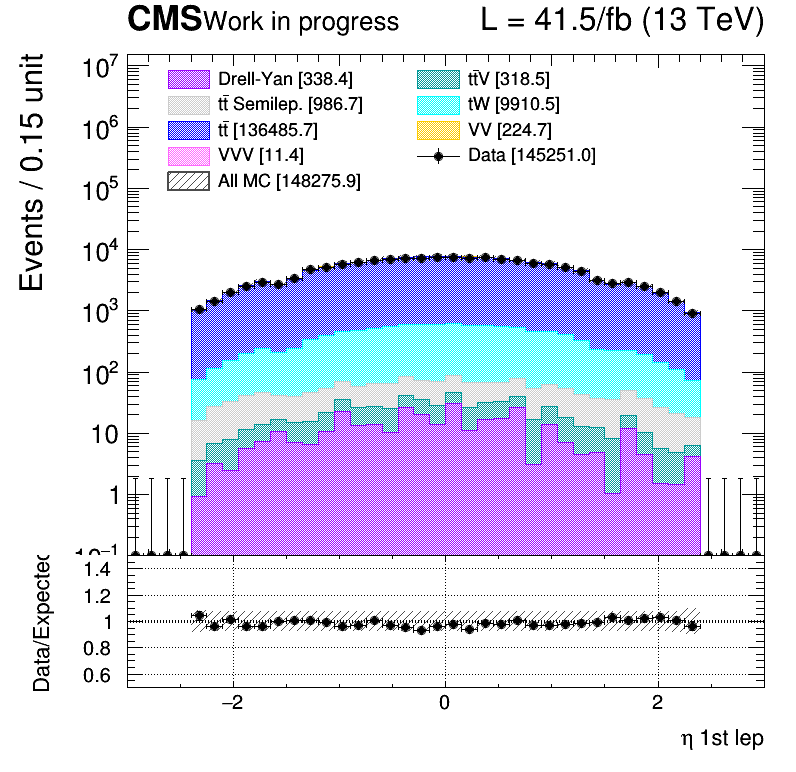 CMS Work in progress L = 41.5/fb (13 TeV)
Events / 0.15 unit
10⁷
10⁶
10⁵
10⁴
10³
10²
10
1
10⁻¹
Drell-Yan [338.4]
tt̄V [318.5]
tt̄ Semilep. [986.7]
tW [9910.5]
tt̄ [136485.7]
VV [224.7]
VVV [11.4]
Data [145251.0]
All MC [148275.9]
Data/Expected
1.4
1.2
1
0.8
0.6
−2 0 2
η 1st lep